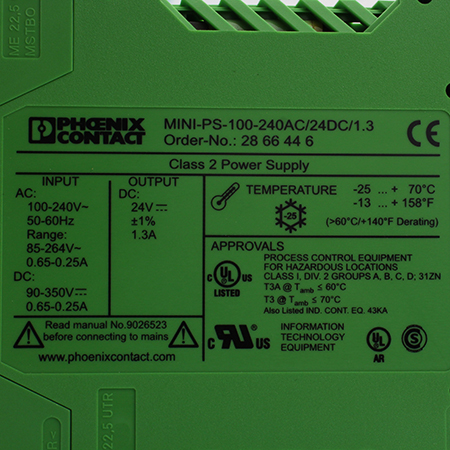 ME 22,5
MSTBO
PHŒNIX
CONTACT
MINI-PS-100-240AC/24DC/1.3
Order-No.: 28 66 44 6
CE
Class 2 Power Supply
INPUT
AC:
100-240V~
50-60Hz
Range:
85-264V~
0.65-0.25A
DC:
90-350V⎓
0.65-0.25A
OUTPUT
DC:
24V⎓
±1%
1.3A
TEMPERATURE -25 ... + 70°C
-13 ... + 158°F
-25
(>60°C/+140°F Derating)
APPROVALS
C UL US
LISTED
PROCESS CONTROL EQUIPMENT
FOR HAZARDOUS LOCATIONS
CLASS I, DIV. 2 GROUPS A, B, C, D; 31ZN
T3A @ Tamb ≤ 60°C
T3 @ Tamb ≤ 70°C
Also Listed IND. CONT. EQ. 43KA
c RU US
INFORMATION
TECHNOLOGY
EQUIPMENT
UL
AR
S
Read manual No.9026523
before connecting to mains
www.phoenixcontact.com
22,5 UTR